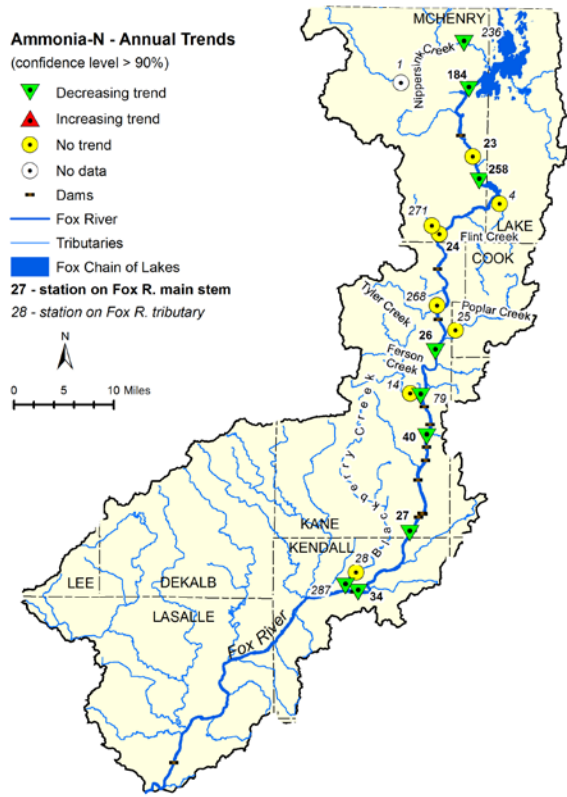 Ammonia-N - Annual Trends
(confidence level > 90%)
Decreasing trend
Increasing trend
No trend
No data
Dams
Fox River
Tributaries
Fox Chain of Lakes
27 - station on Fox R. main stem
28 - station on Fox R. tributary
N
0 5 10 Miles
MCHENRY
236
1
Nippersink Creek
184
23
258
4
271
LAKE
24
Flint Creek
COOK
268
Tyler Creek
Poplar Creek
25
26
Ferson Creek
14
79
40
Blackberry Creek
27
KANE
KENDALL
28
LEE
DEKALB
287
34
LASALLE
Fox River